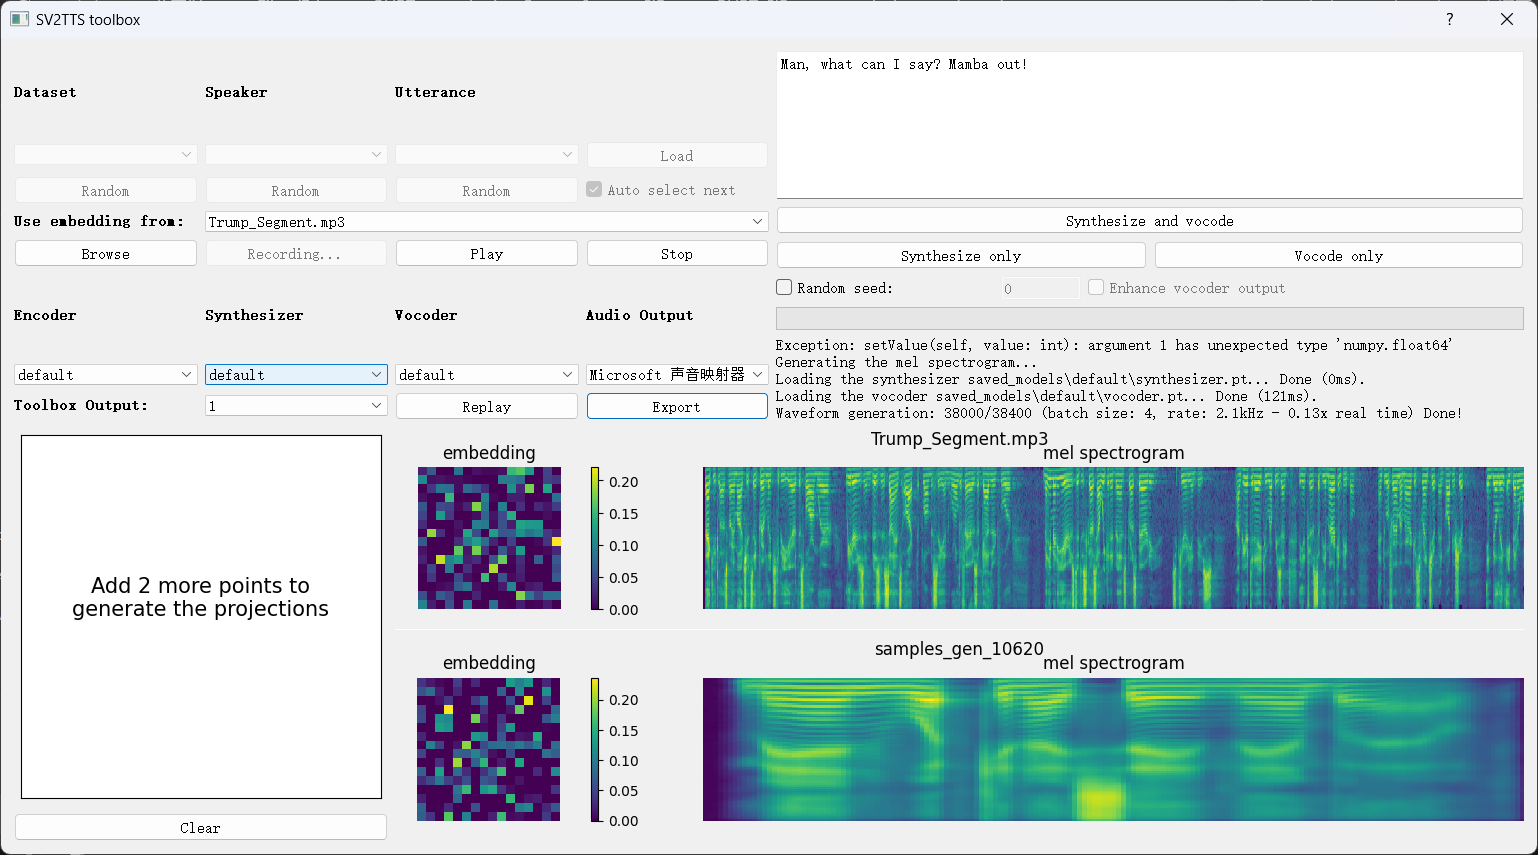 SV2TTS toolbox
?
Dataset
Speaker
Utterance
Load
Random
Random
Random
Auto select next
Use embedding from:
Trump_Segment.mp3
Browse
Recording...
Play
Stop
Encoder
Synthesizer
Vocoder
Audio Output
default
default
default
Microsoft 声音映射器
Toolbox Output:
1
Replay
Export
Man, what can I say? Mamba out!
Synthesize and vocode
Synthesize only
Vocode only
Random seed:
0
Enhance vocoder output
Exception: setValue(self, value: int): argument 1 has unexpected type 'numpy.float64'
Generating the mel spectrogram...
Loading the synthesizer saved_models\default\synthesizer.pt... Done (0ms).
Loading the vocoder saved_models\default\vocoder.pt... Done (121ms).
Waveform generation: 38000/38400 (batch size: 4, rate: 2.1kHz - 0.13x real time) Done!
Add 2 more points to
generate the projections
Clear
Trump_Segment.mp3
embedding
mel spectrogram
0.20
0.15
0.10
0.05
0.00
samples_gen_10620
embedding
mel spectrogram
0.20
0.15
0.10
0.05
0.00